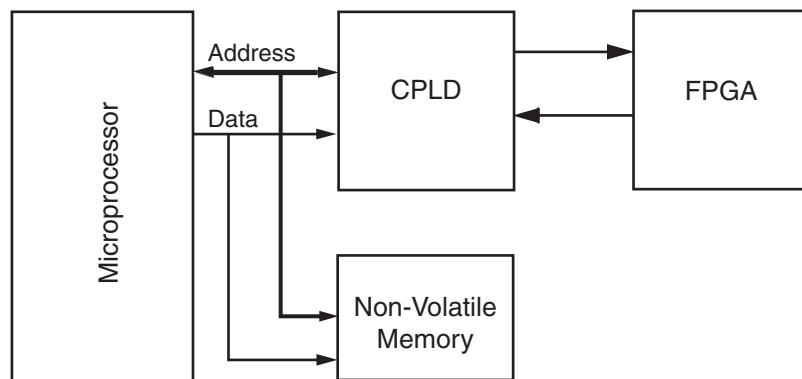 Microprocessor
Address
Data
CPLD
FPGA
Non-Volatile
Memory